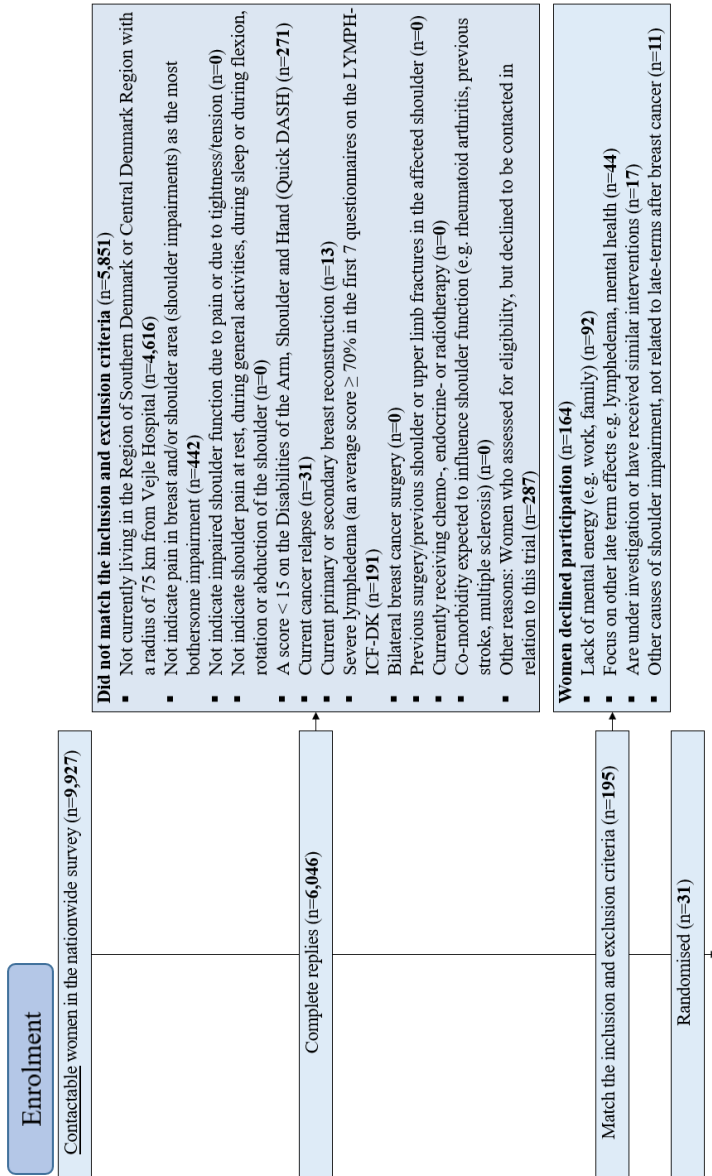 Enrolment
Contactable women in the nationwide survey (n=9,927)
Complete replies (n=6,046)
Did not match the inclusion and exclusion criteria (n=5,851)
▪ Not currently living in the Region of Southern Denmark or Central Denmark Region with
a radius of 75 km from Vejle Hospital (n=4,616)
▪ Not indicate pain in breast and/or shoulder area (shoulder impairments) as the most
bothersome impairment (n=442)
▪ Not indicate impaired shoulder function due to pain or due to tightness/tension (n=0)
▪ Not indicate shoulder pain at rest, during general activities, during sleep or during flexion,
rotation or abduction of the shoulder (n=0)
▪ A score < 15 on the Disabilities of the Arm, Shoulder and Hand (Quick DASH) (n=271)
▪ Current cancer relapse (n=31)
▪ Current primary or secondary breast reconstruction (n=13)
▪ Severe lymphedema (an average score ≥ 70% in the first 7 questionnaires on the LYMPH-
ICF-DK (n=191)
▪ Bilateral breast cancer surgery (n=0)
▪ Previous surgery/previous shoulder or upper limb fractures in the affected shoulder (n=0)
▪ Currently receiving chemo-, endocrine- or radiotherapy (n=0)
▪ Co-morbidity expected to influence shoulder function (e.g. rheumatoid arthritis, previous
stroke, multiple sclerosis) (n=0)
▪ Other reasons: Women who assessed for eligibility, but declined to be contacted in
relation to this trial (n=287)
Match the inclusion and exclusion criteria (n=195)
Women declined participation (n=164)
▪ Lack of mental energy (e.g. work, family) (n=92)
▪ Focus on other late term effects e.g. lymphedema, mental health (n=44)
▪ Are under investigation or have received similar interventions (n=17)
▪ Other causes of shoulder impairment, not related to late-terms after breast cancer (n=11)
Randomised (n=31)